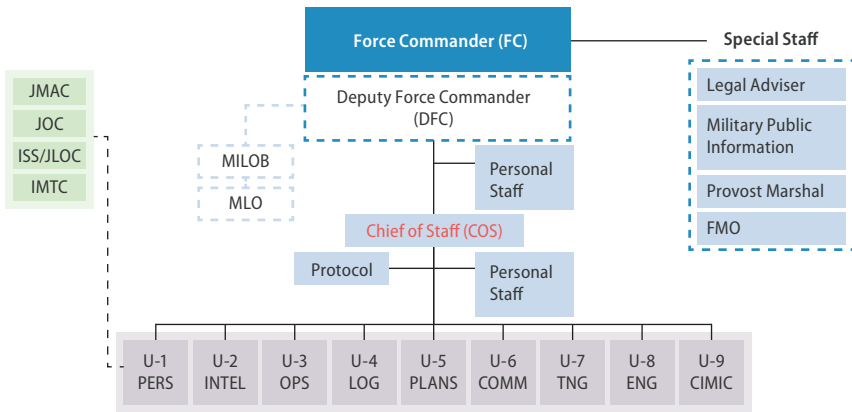 Force Commander (FC)
Special Staff
Deputy Force Commander
(DFC)
Legal Adviser
Military Public
Information
Provost Marshal
FMO
JMAC
JOC
ISS/JLOC
IMTC
MILOB
MLO
Personal
Staff
Chief of Staff (COS)
Protocol
Personal
Staff
U-1
PERS
U-2
INTEL
U-3
OPS
U-4
LOG
U-5
PLANS
U-6
COMM
U-7
TNG
U-8
ENG
U-9
CIMIC